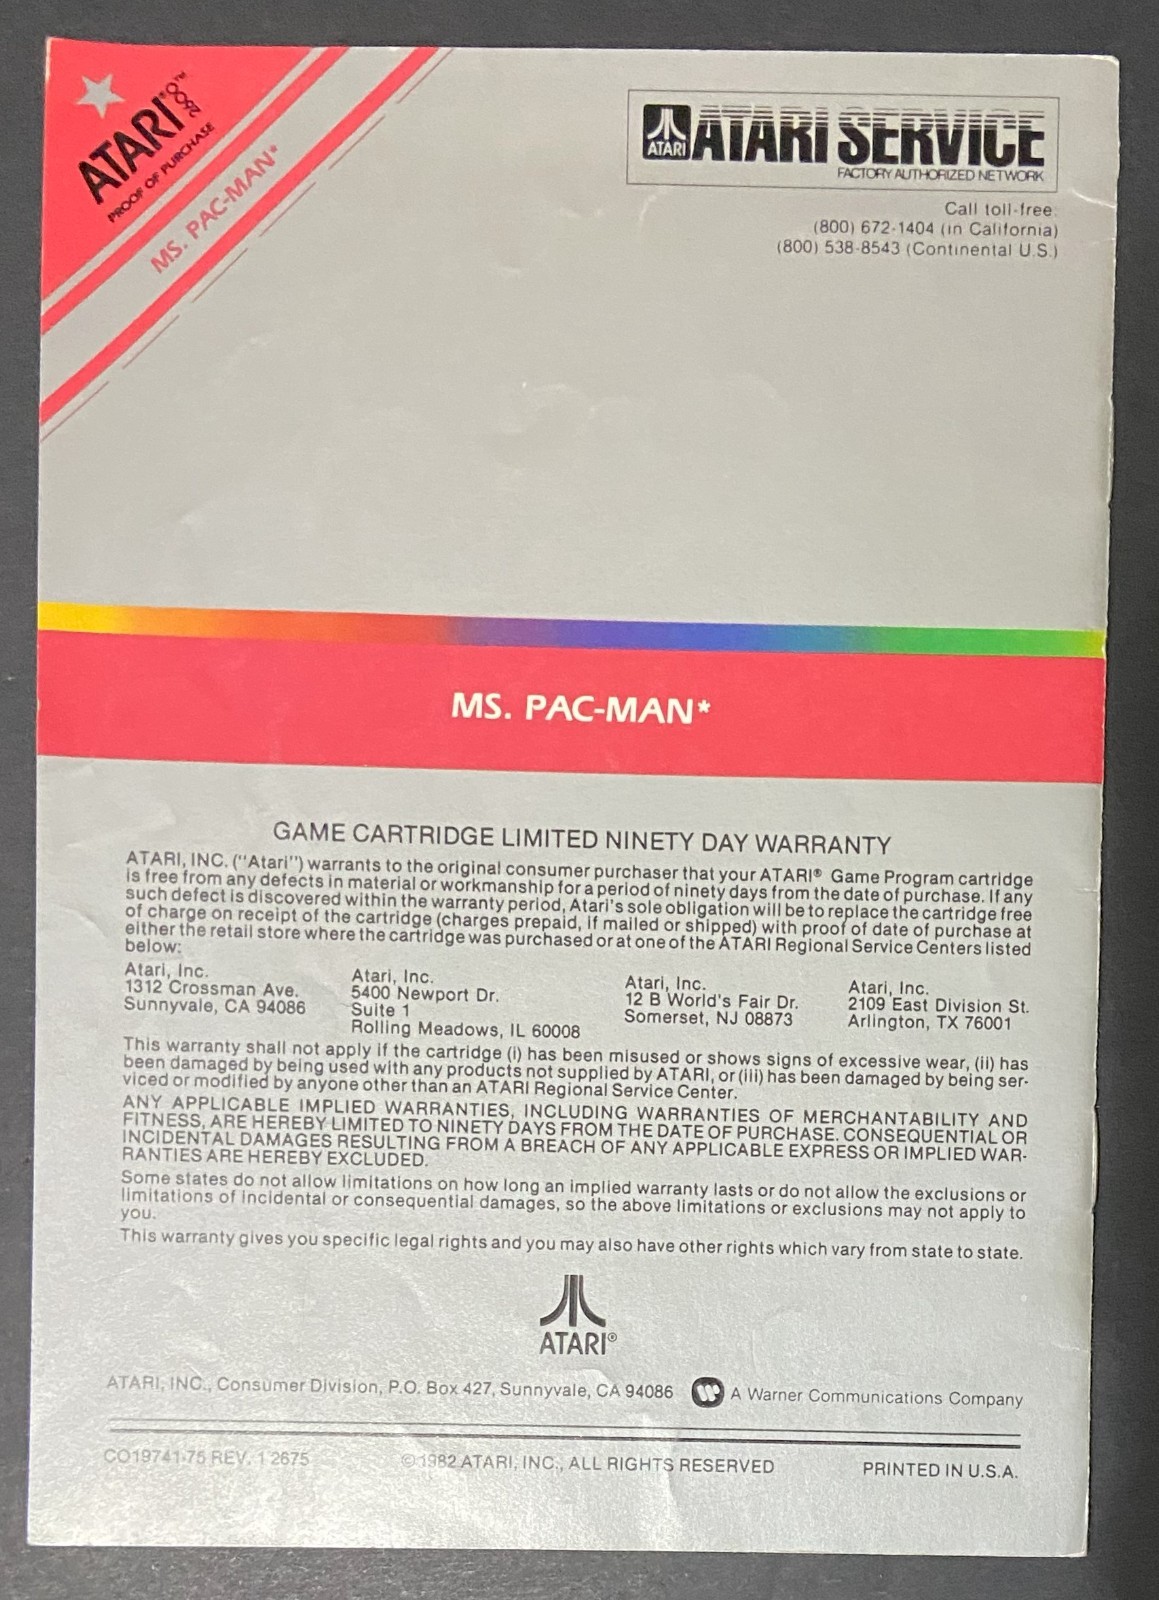 ATARI® 2600™
PROOF OF PURCHASE
MS. PAC-MAN*
ATARI
ATARI SERVICE
FACTORY AUTHORIZED NETWORK
Call toll-free:
(800) 672-1404 (in California)
(800) 538-8543 (Continental U.S.)
MS. PAC-MAN*
GAME CARTRIDGE LIMITED NINETY DAY WARRANTY
ATARI, INC. ("Atari") warrants to the original consumer purchaser that your ATARI® Game Program cartridge
is free from any defects in material or workmanship for a period of ninety days from the date of purchase. If any
such defect is discovered within the warranty period, Atari's sole obligation will be to replace the cartridge free
of charge on receipt of the cartridge (charges prepaid, if mailed or shipped) with proof of date of purchase at
either the retail store where the cartridge was purchased or at one of the ATARI Regional Service Centers listed
below:
Atari, Inc.
1312 Crossman Ave.
Sunnyvale, CA 94086
Atari, Inc.
5400 Newport Dr.
Suite 1
Rolling Meadows, IL 60008
Atari, Inc.
12 B World's Fair Dr.
Somerset, NJ 08873
Atari, Inc.
2109 East Division St.
Arlington, TX 76001
This warranty shall not apply if the cartridge (i) has been misused or shows signs of excessive wear, (ii) has
been damaged by being used with any products not supplied by ATARI, or (iii) has been damaged by being ser-
viced or modified by anyone other than an ATARI Regional Service Center.
ANY APPLICABLE IMPLIED WARRANTIES, INCLUDING WARRANTIES OF MERCHANTABILITY AND
FITNESS, ARE HEREBY LIMITED TO NINETY DAYS FROM THE DATE OF PURCHASE. CONSEQUENTIAL OR
INCIDENTAL DAMAGES RESULTING FROM A BREACH OF ANY APPLICABLE EXPRESS OR IMPLIED WAR-
RANTIES ARE HEREBY EXCLUDED.
Some states do not allow limitations on how long an implied warranty lasts or do not allow the exclusions or
limitations of incidental or consequential damages, so the above limitations or exclusions may not apply to
you.
This warranty gives you specific legal rights and you may also have other rights which vary from state to state.
ATARI®
ATARI, INC., Consumer Division, P.O. Box 427, Sunnyvale, CA 94086 A Warner Communications Company
CO19741-75 REV. 1 2675 ©1982 ATARI, INC., ALL RIGHTS RESERVED PRINTED IN U.S.A.